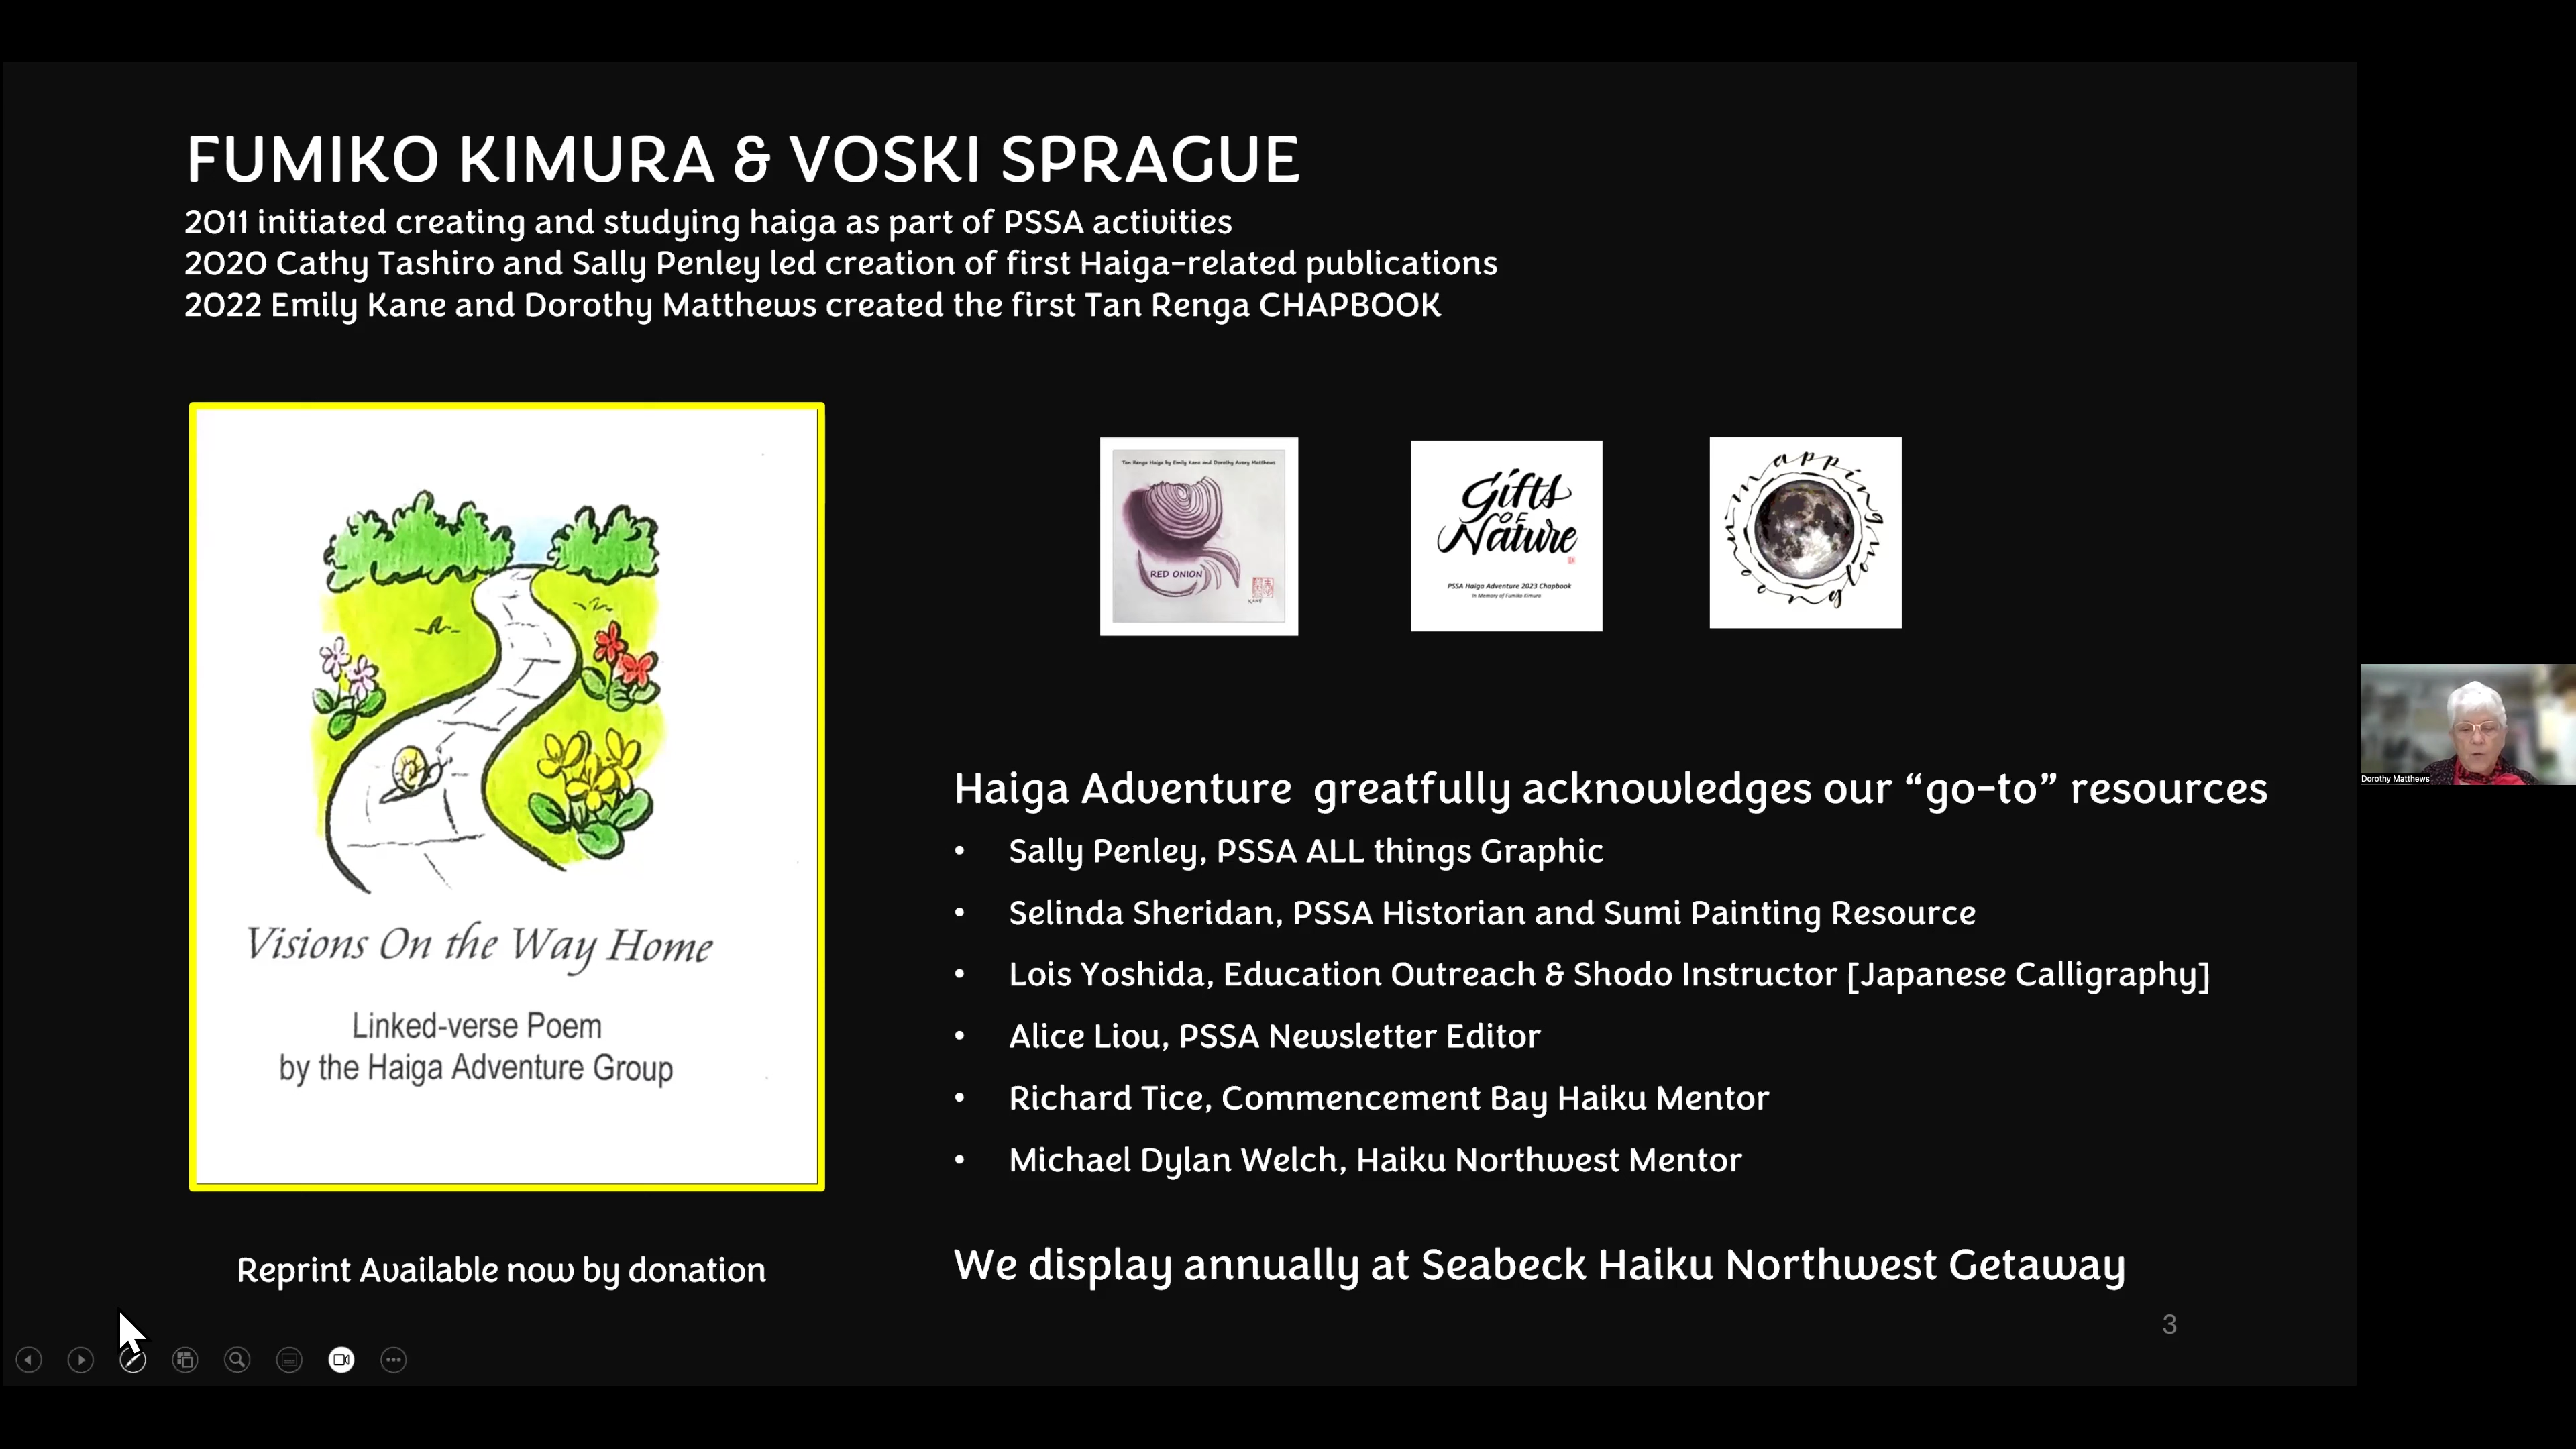 FUMIKO KIMURA & VOSKI SPRAGUE
2011 initiated creating and studying haiga as part of PSSA activities
2020 Cathy Tashiro and Sally Penley led creation of first Haiga-related publications
2022 Emily Kane and Dorothy Matthews created the first Tan Renga CHAPBOOK
Visions On the Way Home
Linked-verse Poem
by the Haiga Adventure Group
Reprint Available now by donation
Tan Renga Haiga by Emily Kane and Dorothy Avery Matthews
RED ONION
Gifts
OF
Nature
PSSA Haiga Adventure 2023 Chapbook
In Memory of Fumiko Kimura
Haiga Adventure greatfully acknowledges our “go-to” resources
• Sally Penley, PSSA ALL things Graphic
• Selinda Sheridan, PSSA Historian and Sumi Painting Resource
• Lois Yoshida, Education Outreach & Shodo Instructor [Japanese Calligraphy]
• Alice Liou, PSSA Newsletter Editor
• Richard Tice, Commencement Bay Haiku Mentor
• Michael Dylan Welch, Haiku Northwest Mentor
We display annually at Seabeck Haiku Northwest Getaway
3
Dorothy Matthews